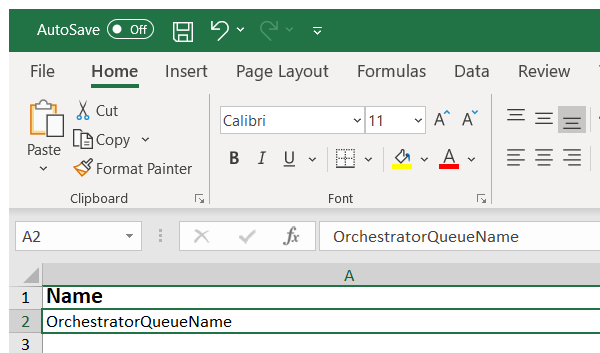 AutoSave Off
File Home Insert Page Layout Formulas Data Review
Cut
Copy
Paste
Format Painter
Clipboard
Calibri 11 A A
B I U A
Font
A2 fx OrchestratorQueueName
A
1 Name
2 OrchestratorQueueName
3